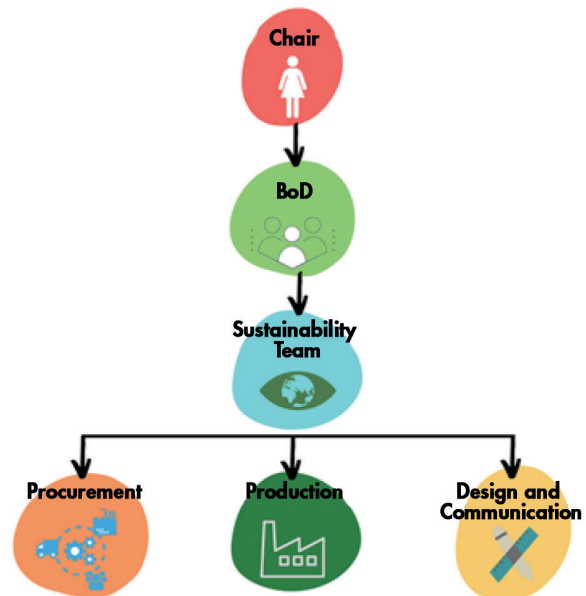 Chair
BoD
Sustainability
Team
Procurement
Production
Design and
Communication